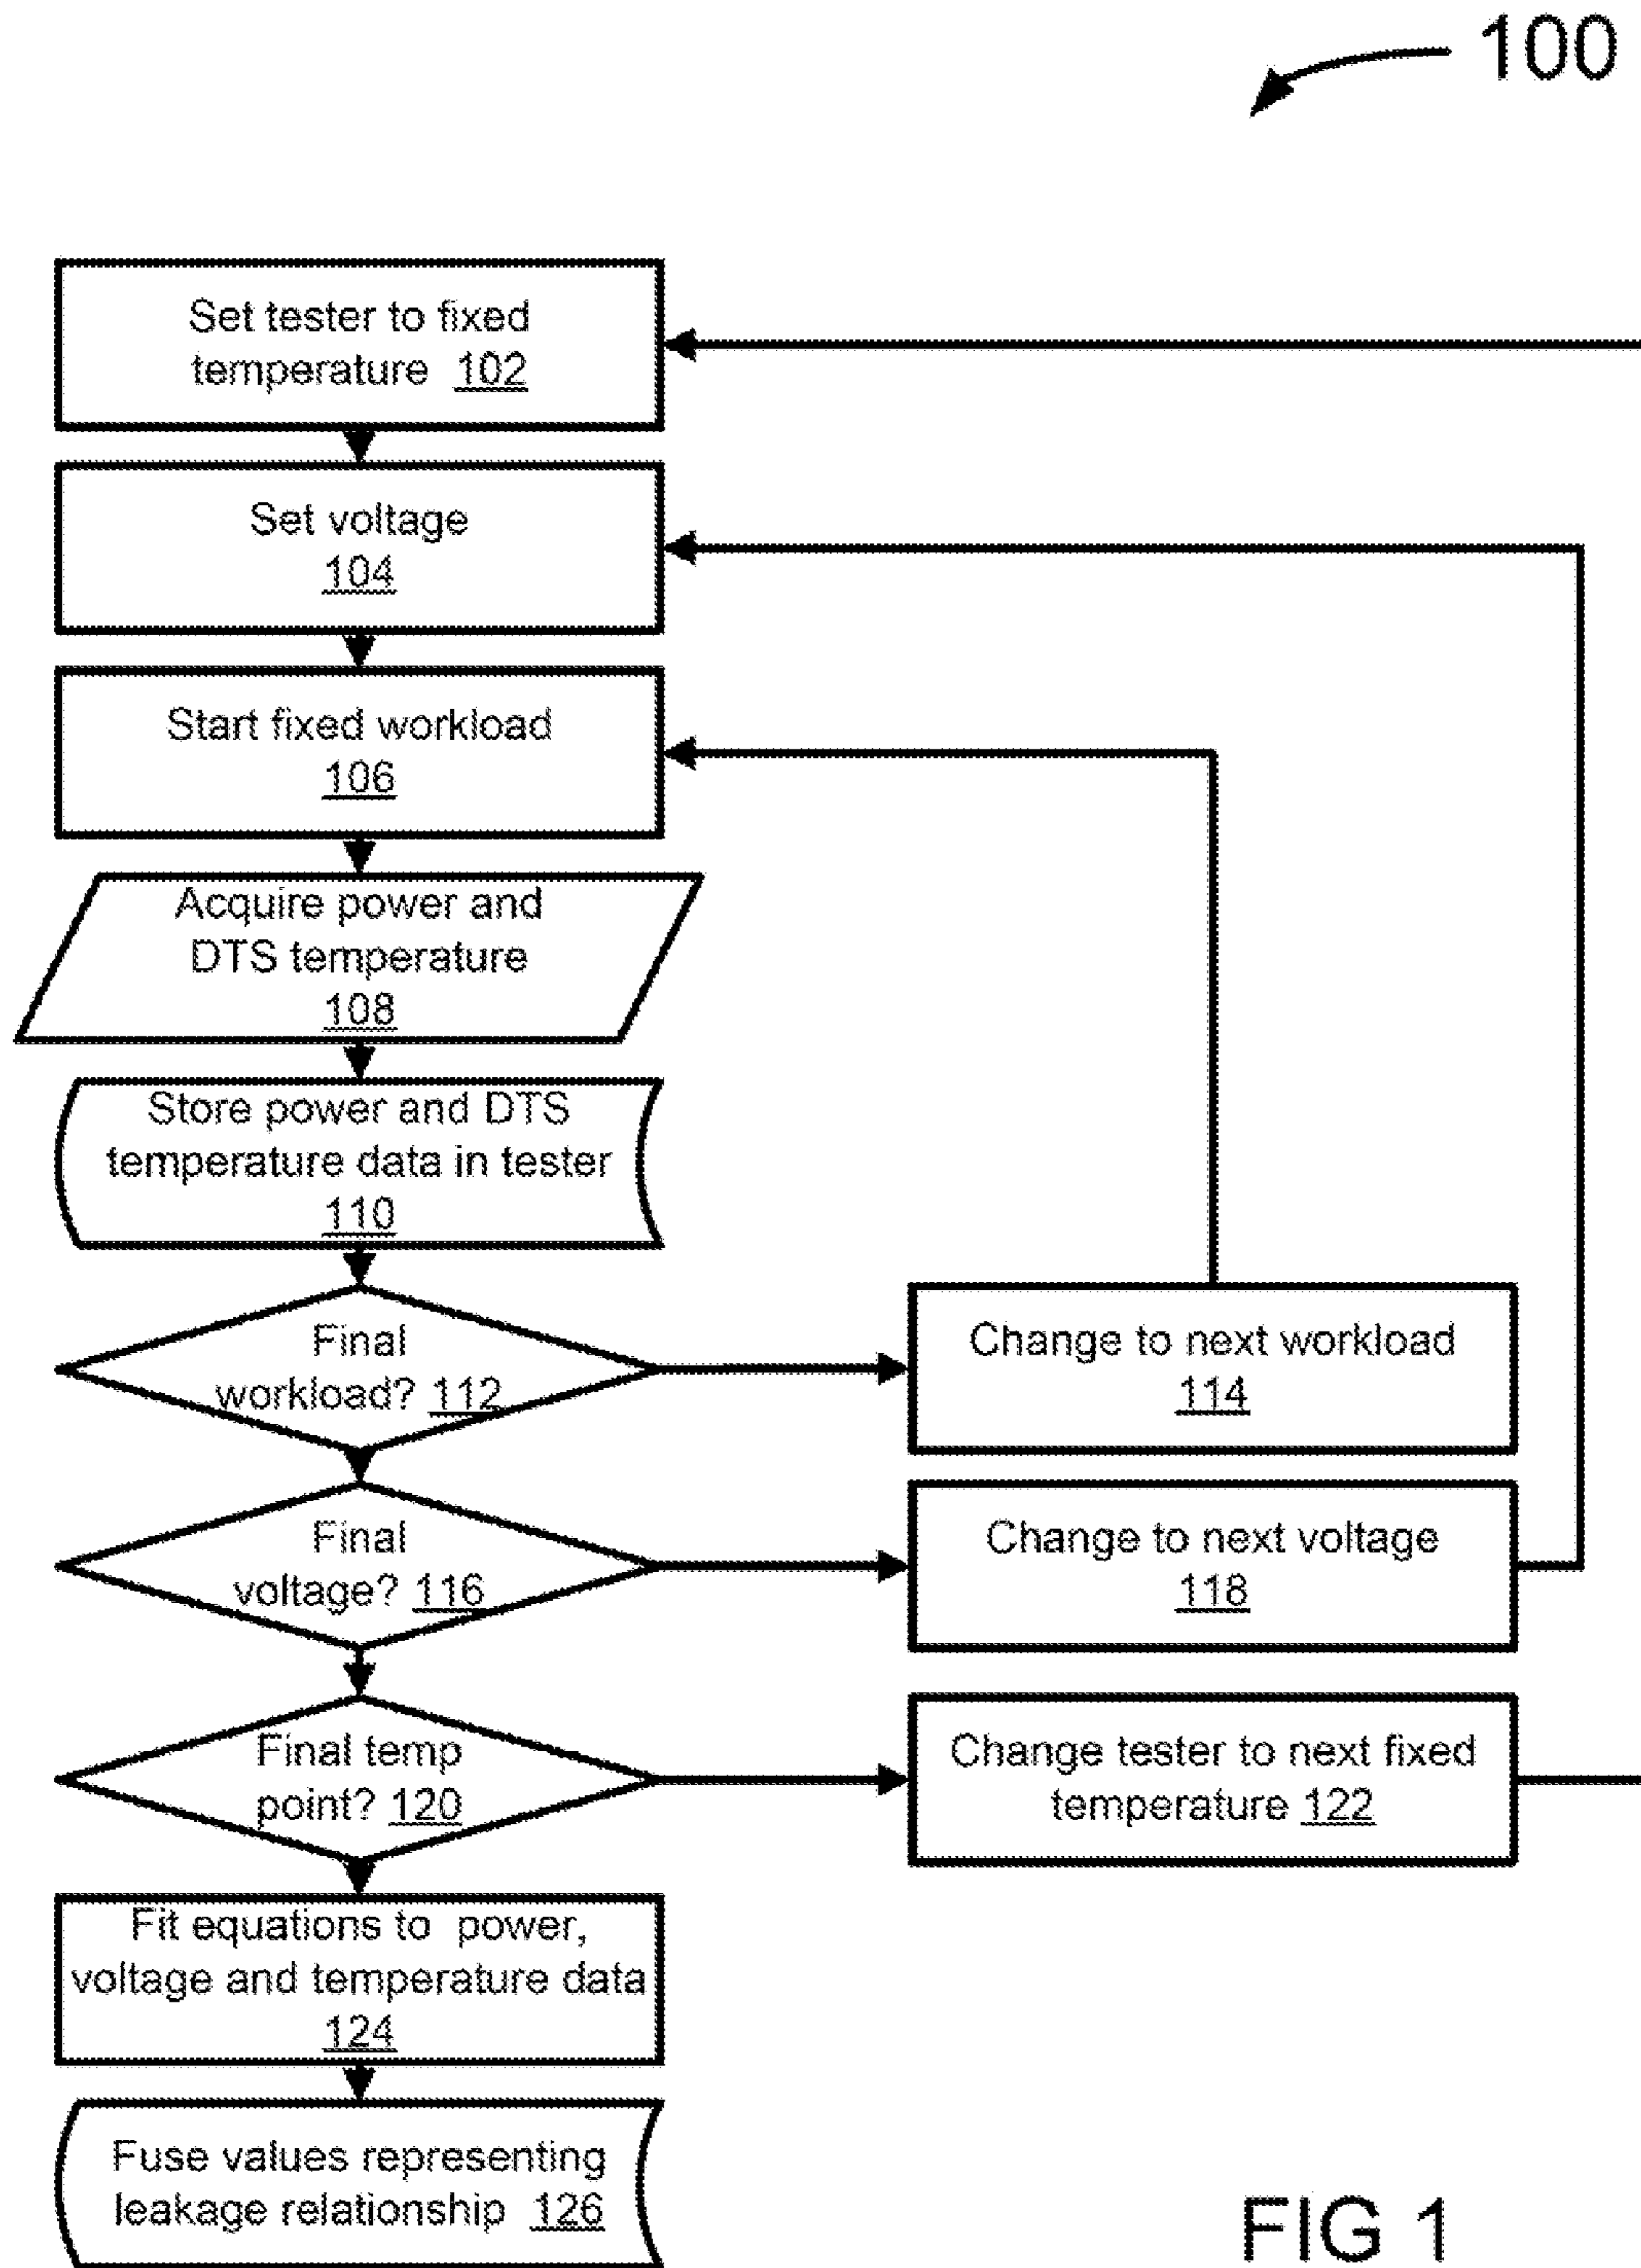 100
Set tester to fixed
temperature 102
Set voltage
104
Start fixed workload
106
Acquire power and
DTS temperature
108
Store power and DTS
temperature data in tester
110
Final
workload? 112
Change to next workload
114
Final
voltage? 116
Change to next voltage
118
Final temp
point? 120
Change tester to next fixed
temperature 122
Fit equations to power,
voltage and temperature data
124
Fuse values representing
leakage relationship 126
FIG 1